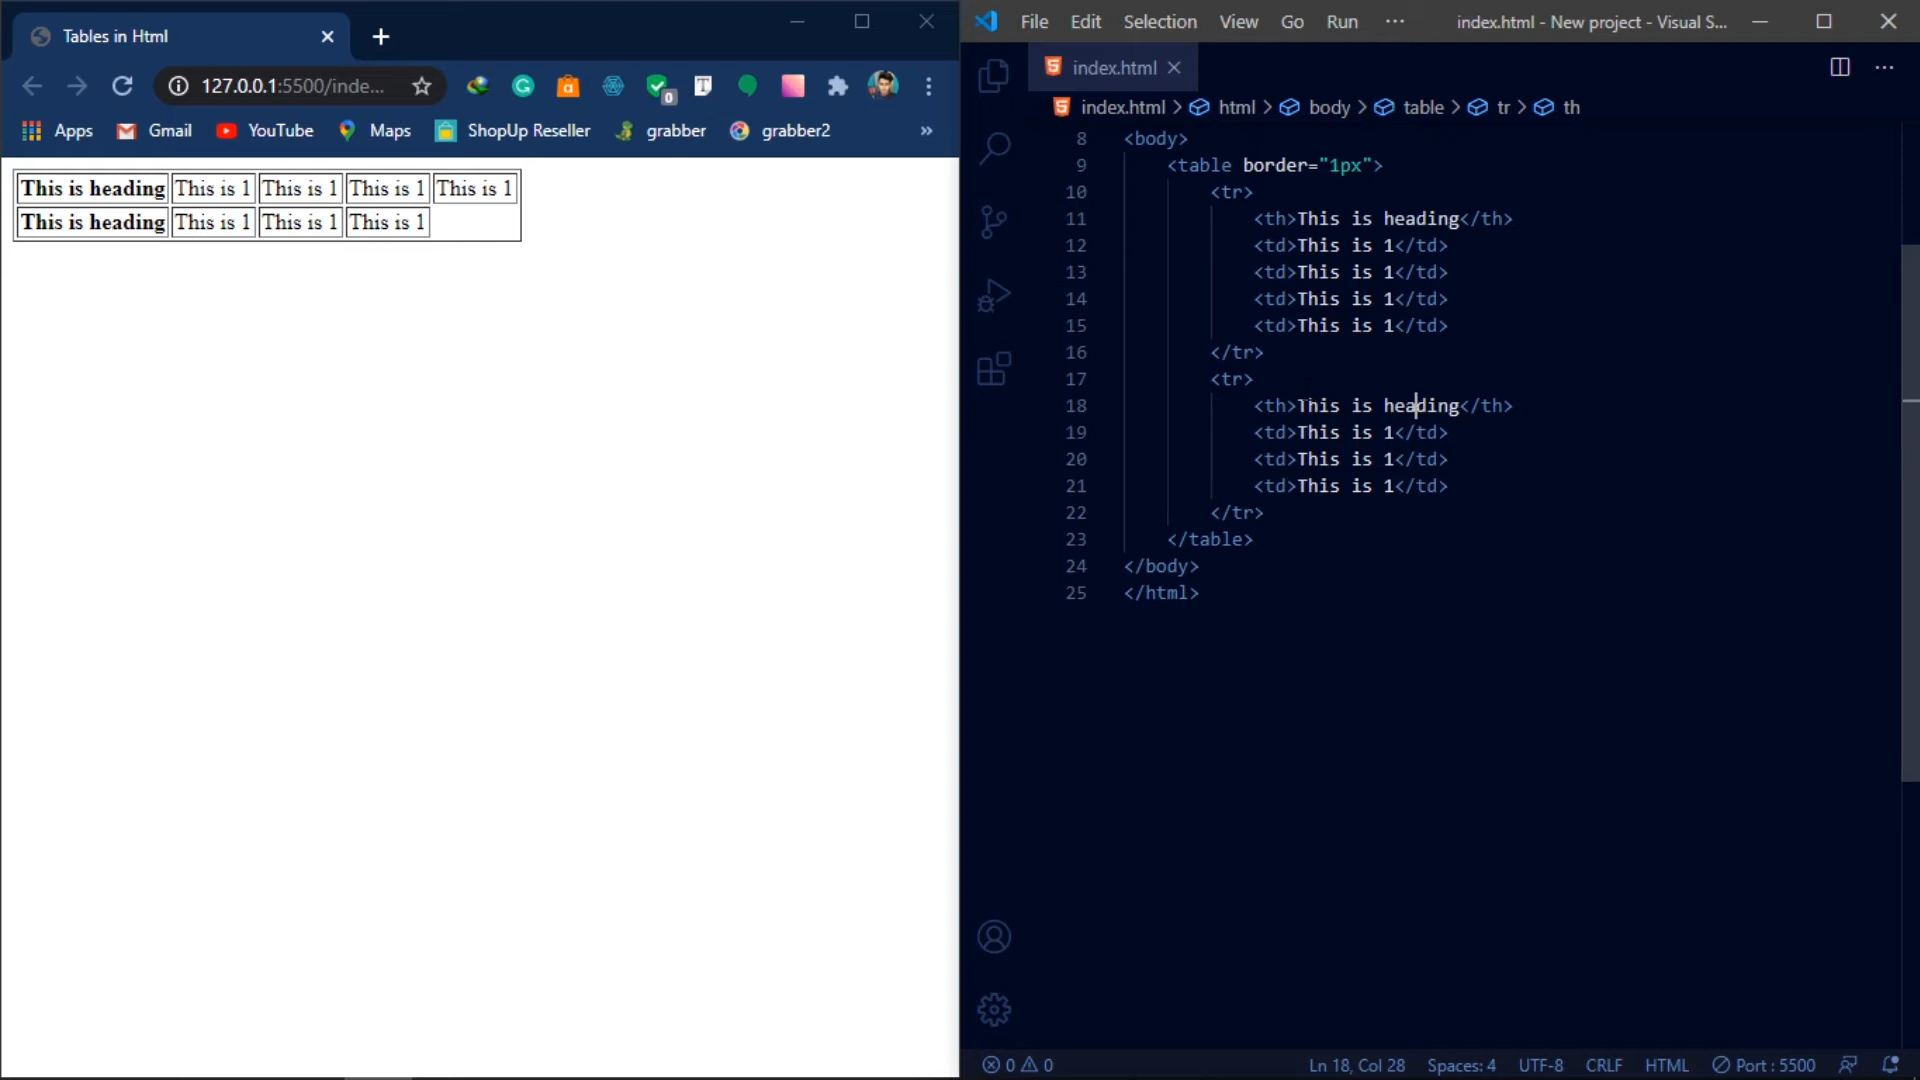 Tables in Html
127.0.0.1:5500/inde...
0
Apps Gmail YouTube Maps ShopUp Reseller grabber grabber2 »
This is heading This is 1 This is 1 This is 1 This is 1
This is heading This is 1 This is 1 This is 1
File Edit Selection View Go Run ··· index.html - New project - Visual S...
index.html
index.html > html > body > table > tr > th
8 <body>
9 <table border="1px">
10 <tr>
11 <th>This is heading</th>
12 <td>This is 1</td>
13 <td>This is 1</td>
14 <td>This is 1</td>
15 <td>This is 1</td>
16 </tr>
17 <tr>
18 <th>This is heading</th>
19 <td>This is 1</td>
20 <td>This is 1</td>
21 <td>This is 1</td>
22 </tr>
23 </table>
24 </body>
25 </html>
0 0 Ln 18, Col 28 Spaces: 4 UTF-8 CRLF HTML Port : 5500